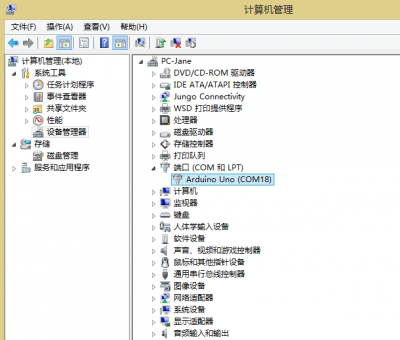 计算机管理
文件(F) 操作(A) 查看(V) 帮助(H)
计算机管理(本地)
系统工具
任务计划程序
事件查看器
共享文件夹
性能
设备管理器
存储
磁盘管理
服务和应用程序
PC-Jane
DVD/CD-ROM 驱动器
IDE ATA/ATAPI 控制器
Jungo Connectivity
WSD 打印提供程序
处理器
磁盘驱动器
存储控制器
打印队列
端口 (COM 和 LPT)
Arduino Uno (COM18)
计算机
监视器
键盘
人体学输入设备
软件设备
声音、视频和游戏控制器
鼠标和其他指针设备
通用串行总线控制器
图像设备
网络适配器
系统设备
显示适配器
音频输入和输出